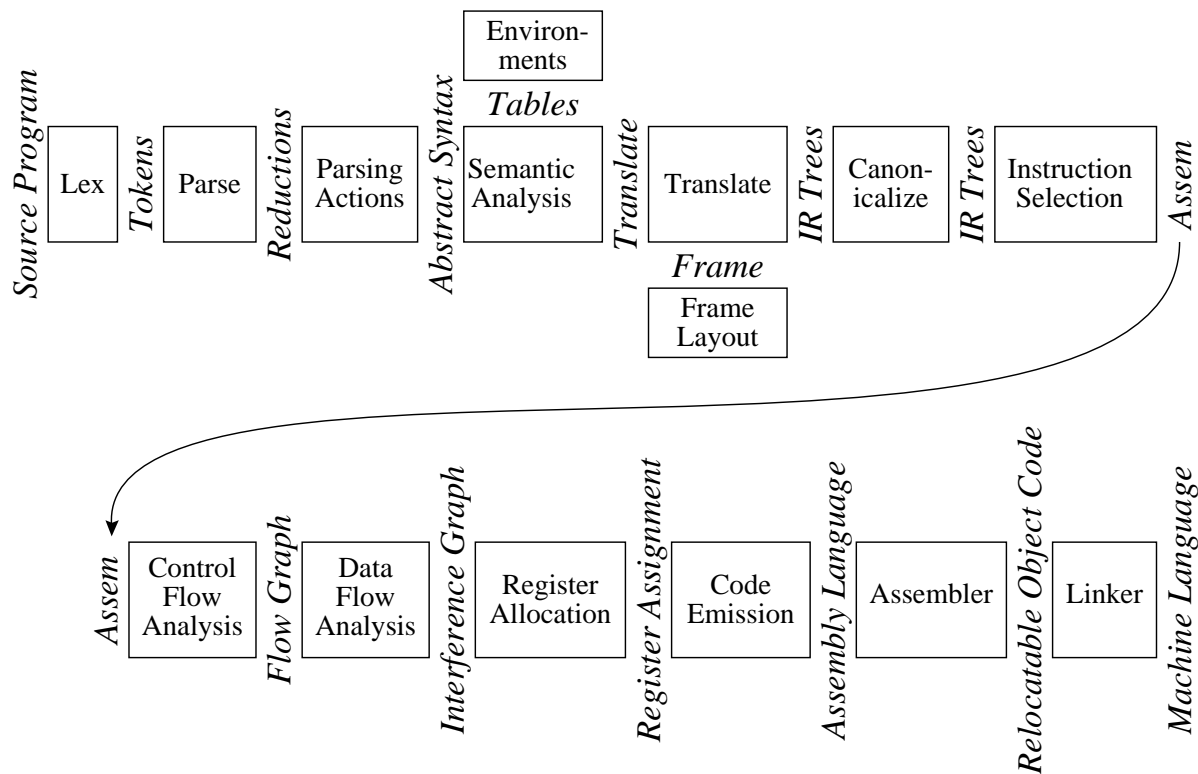 Environ-
ments
Tables
Source Program
Lex
Tokens
Parse
Reductions
Parsing
Actions
Abstract Syntax
Semantic
Analysis
Translate
Translate
IR Trees
Canon-
icalize
IR Trees
Instruction
Selection
Assem
Frame
Frame
Layout
Assem
Control
Flow
Analysis
Flow Graph
Data
Flow
Analysis
Interference Graph
Register
Allocation
Register Assignment
Code
Emission
Assembly Language
Assembler
Relocatable Object Code
Linker
Machine Language